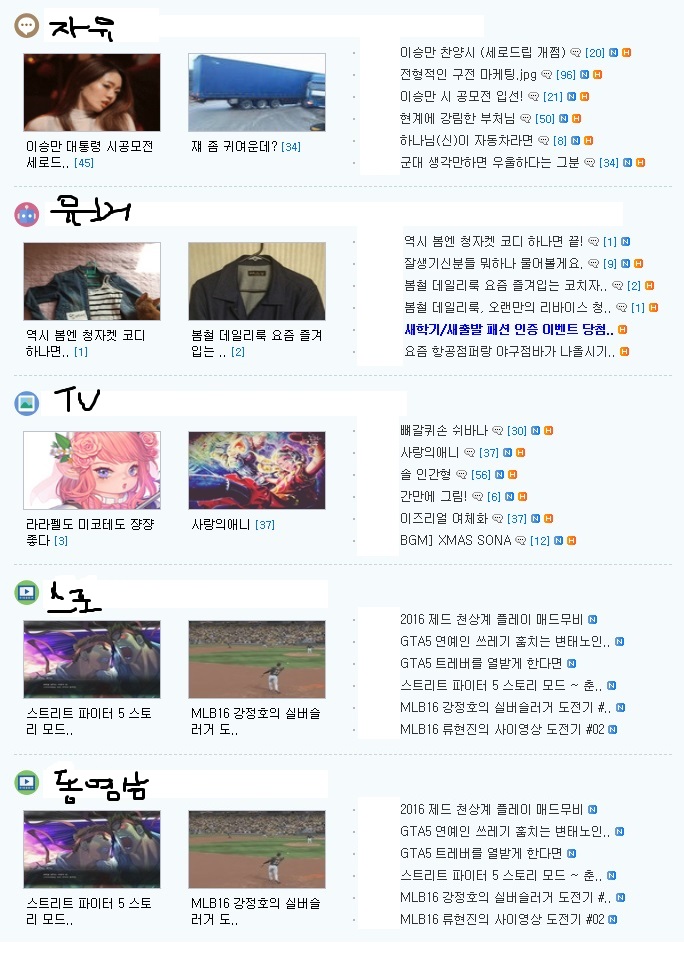 자유
이승만 찬양시 (세로드립 개쩜) [20] N H
전형적인 구전 마케팅.jpg [96] N H
이승만 시 공모전 입선! [21] N H
현계에 강림한 부처님 [50] N H
하나님(신)이 자동차라면 [8] N H
군대 생각만하면 우울하다는 그분 [34] N H
이승만 대통령 시공모전
세로드.. [45]
쟤 좀 귀여운데? [34]
역시 봄엔 청자켓 코디 하나면 끝! [1] N
잘생기신분들 뭐하나 물어볼게요. [9] N H
봄철 데일리룩 요즘 즐겨입는 코치자.. [2] H
봄철 데일리룩, 오랜만의 리바이스 청.. [1] H
새학기/새출발 패션 인증 이벤트 당첨.. H
요즘 항공점퍼랑 야구점바가 나올시기.. H
역시 봄엔 청자켓 코디
하나면.. [1]
봄철 데일리룩 요즘 즐겨
입는 .. [2]
TV
뼈갈퀴손 쉬바나 [30] N H
사랑의애니 [37] N H
솔 인간형 [56] N H
간만에 그림! [6] N H
이즈리얼 여체화 [37] N H
BGM] XMAS SONA [12] N H
라라펠도 미코테도 쟝쟝
좋다 [3]
사랑의애니 [37]
스포
2016 제드 천상계 플레이 매드무비 N
GTA5 연예인 쓰레기 훔치는 변태노인.. N
GTA5 트레버를 열받게 한다면 N
스트리트 파이터 5 스토리 모드 ~ 춘.. N
MLB16 강정호의 실버슬러거 도전기 #.. N
MLB16 류현진의 사이영상 도전기 #02 N
스트리트 파이터 5 스토
리 모드..
MLB16 강정호의 실버슬
러거 도..
동영상
2016 제드 천상계 플레이 매드무비 N
GTA5 연예인 쓰레기 훔치는 변태노인.. N
GTA5 트레버를 열받게 한다면 N
스트리트 파이터 5 스토리 모드 ~ 춘.. N
MLB16 강정호의 실버슬러거 도전기 #.. N
MLB16 류현진의 사이영상 도전기 #02 N
스트리트 파이터 5 스토
리 모드..
MLB16 강정호의 실버슬
러거 도..